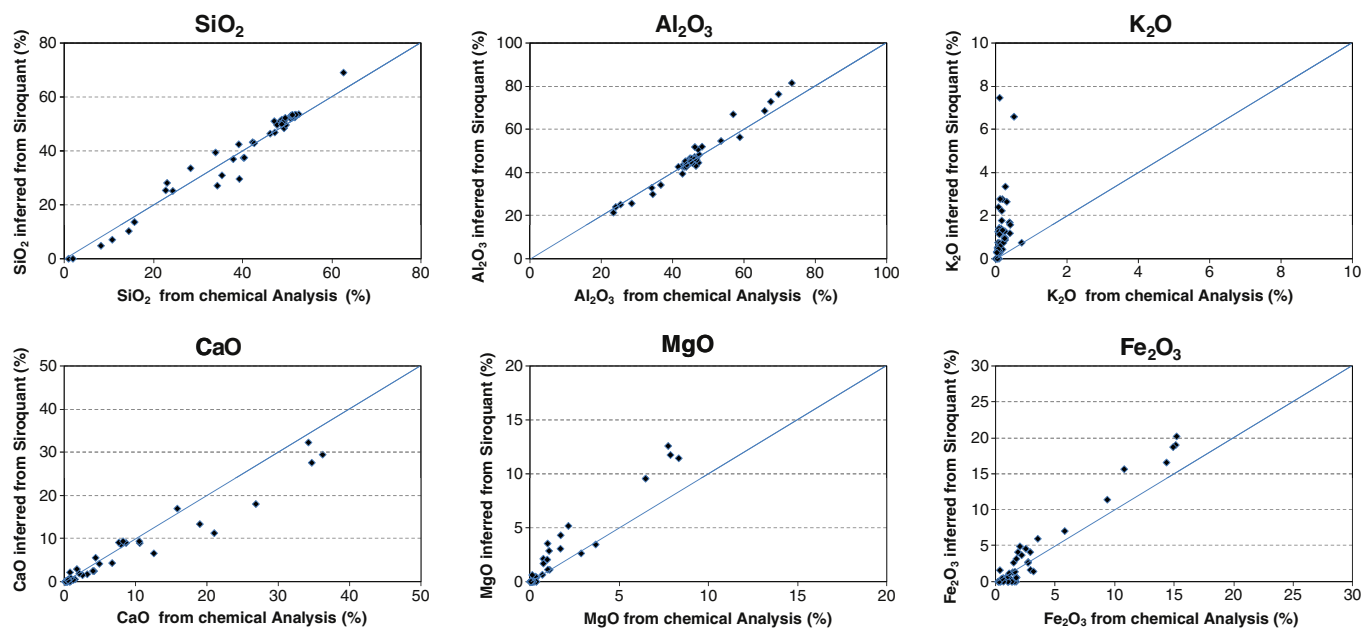 SiO₂
SiO₂ inferred from Siroquant (%)
80
60
40
20
0
0 20 40 60 80
SiO₂ from chemical Analysis (%)
Al₂O₃
Al₂O₃ inferred from Siroquant (%)
100
80
60
40
20
0
0 20 40 60 80 100
Al₂O₃ from chemical Analysis (%)
K₂O
K₂O inferred from Siroquant (%)
10
8
6
4
2
0
0 2 4 6 8 10
K₂O from chemical Analysis (%)
CaO
CaO inferred from Siroquant (%)
50
40
30
20
10
0
0 10 20 30 40 50
CaO from chemical Analysis (%)
MgO
MgO inferred from Siroquant (%)
20
15
10
5
0
0 5 10 15 20
MgO from chemical Analysis (%)
Fe₂O₃
Fe₂O₃ inferred from Siroquant (%)
30
25
20
15
10
5
0
0 5 10 15 20 25 30
Fe₂O₃ from chemical Analysis (%)